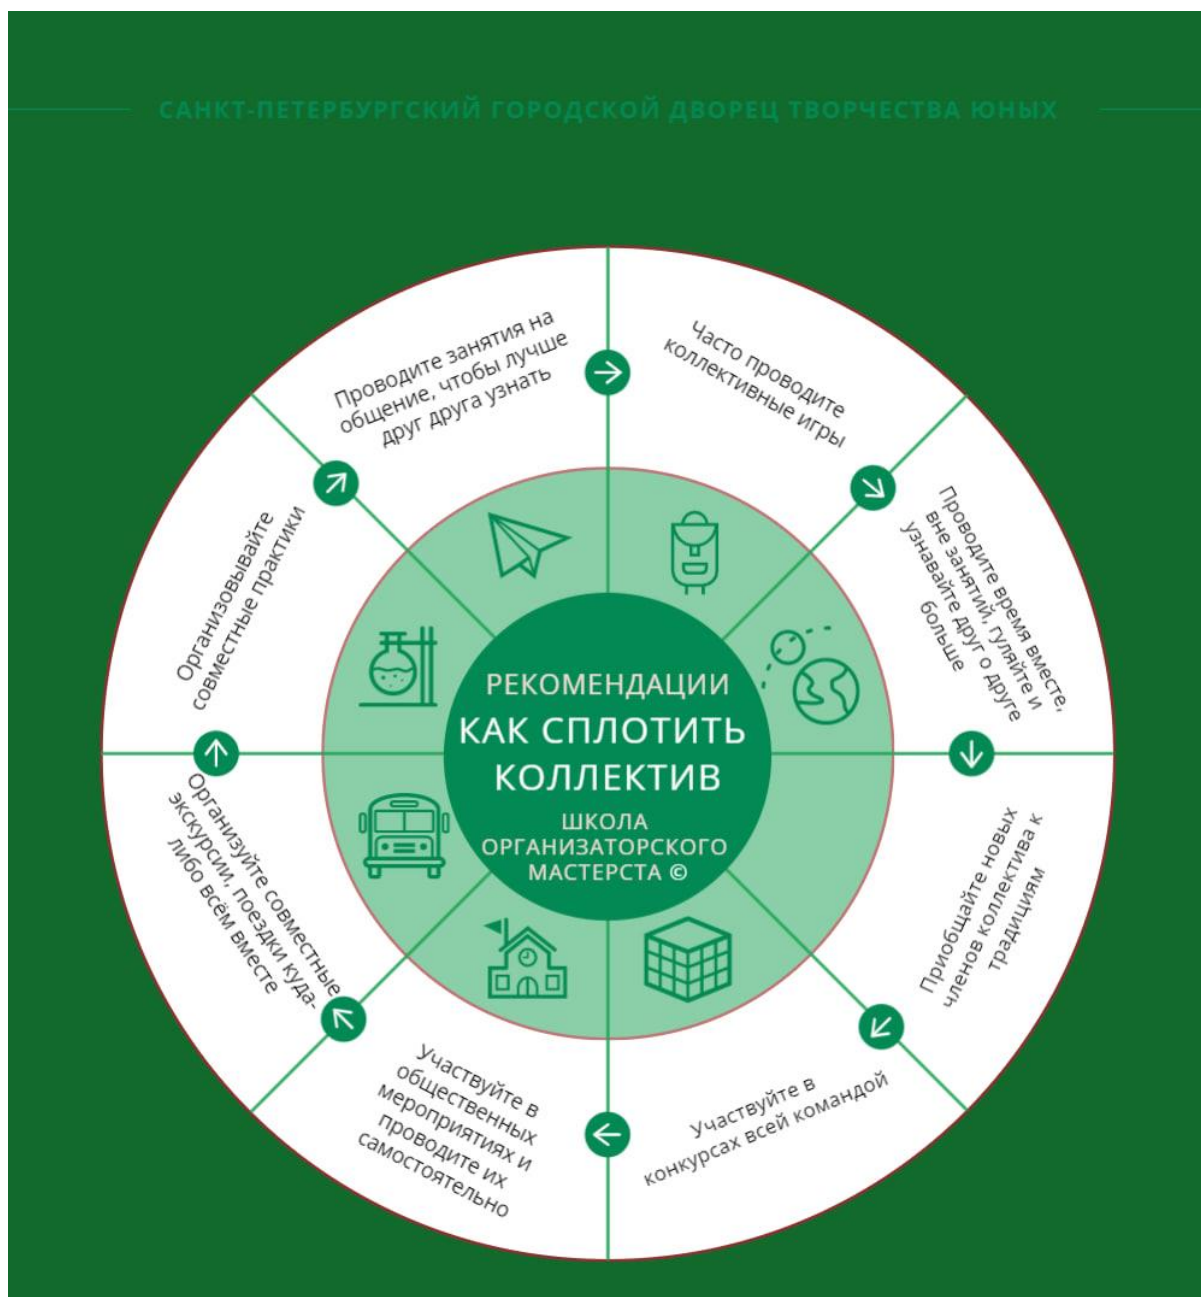 САНКТ-ПЕТЕРБУРГСКИЙ ГОРОДСКОЙ ДВОРЕЦ ТВОРЧЕСТВА ЮНЫХ
РЕКОМЕНДАЦИИ
КАК СПЛОТИТЬ
КОЛЛЕКТИВ
ШКОЛА
ОРГАНИЗАТОРСКОГО
МАСТЕРСТА ©
Часто проводите
коллективные игры
Проводите время вместе,
вне занятий, гуляйте и
узнавайте друг о друге
больше
Приобщайте новых
членов коллектива к
традициям
Участвуйте в
конкурсах всей командой
Участвуйте в
общественных
мероприятиях и
проводите их
самостоятельно
Организуйте совместные
экскурсии, поездки куда-
либо всём вместе
Организовывайте
совместные практики
Проводите занятия на
общение, чтобы лучше
друг друга узнать